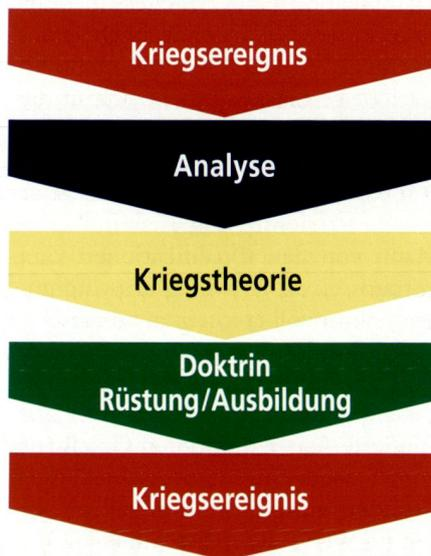 Kriegsereignis
Analyse
Kriegstheorie
Doktrin
Rüstung/Ausbildung
Kriegsereignis